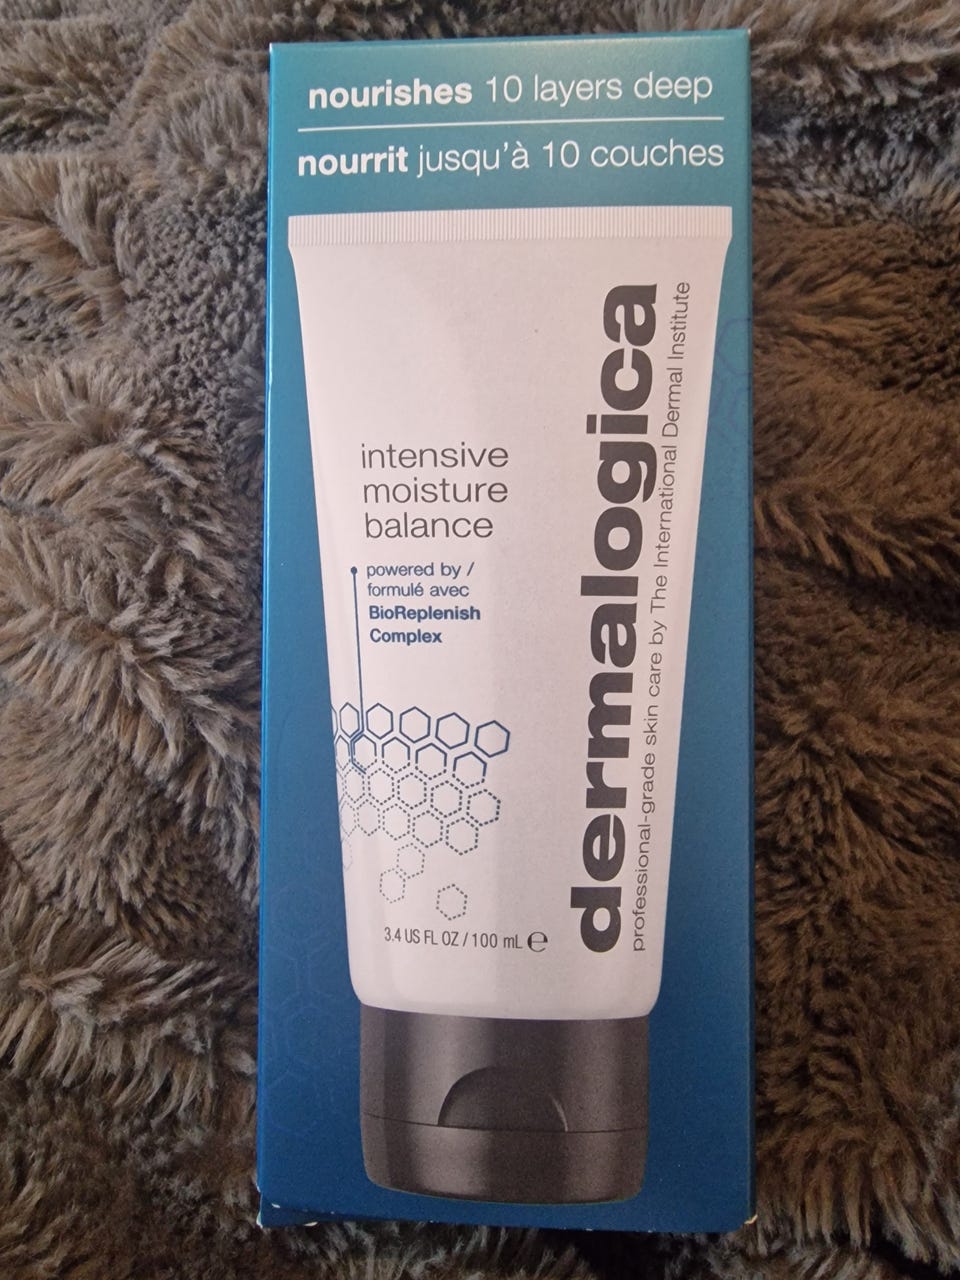 nourishes 10 layers deep
nourrit jusqu'à 10 couches
intensive
moisture
balance
powered by /
formulé avec
BioReplenish
Complex
3.4 US FL OZ / 100 mL ℮
dermalogica
professional-grade skin care by The International Dermal Institute